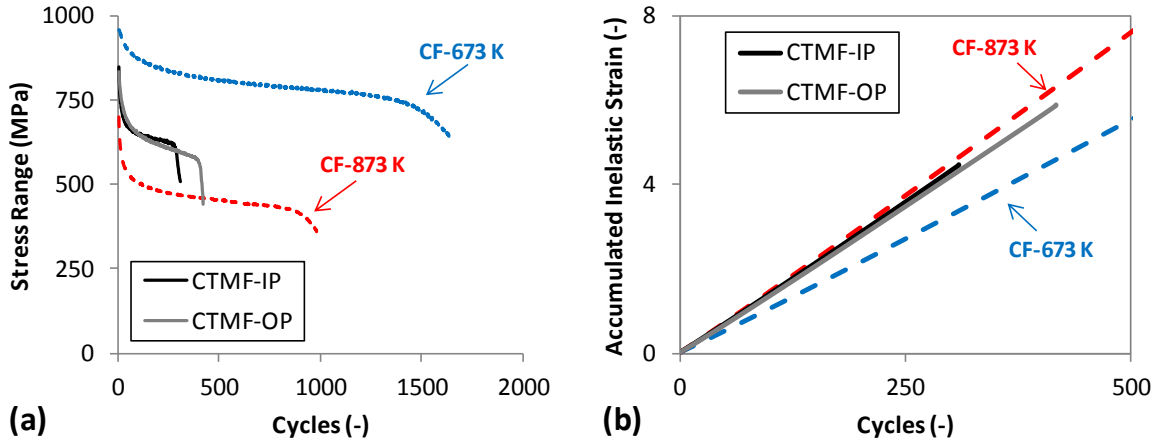 1000
750
500
250
0
Stress Range (MPa)
CF-673 K
CF-873 K
CTMF-IP
CTMF-OP
0
500
1000
1500
2000
Cycles (-)
(a)
8
4
0
Accumulated Inelastic Strain (-)
CTMF-IP
CTMF-OP
CF-873 K
CF-673 K
0
250
500
Cycles (-)
(b)